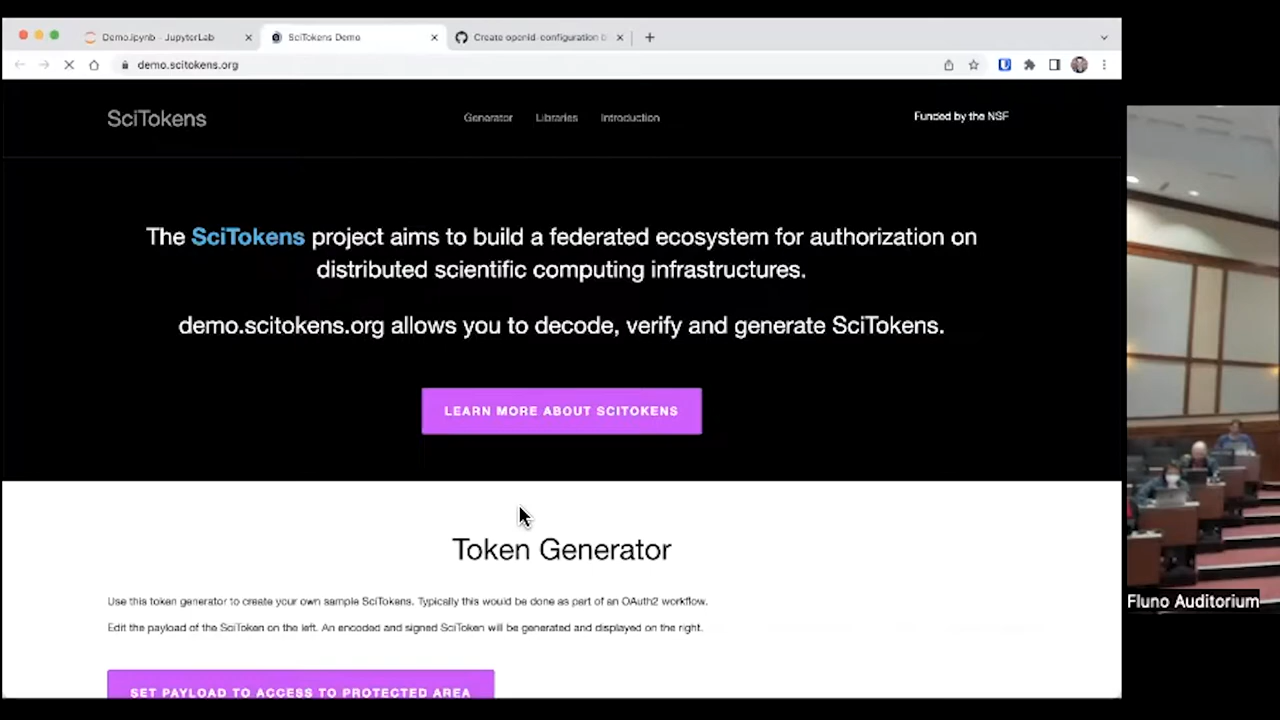 Demo.ipynb - JupyterLab
SciTokens Demo
Create openid-configuration b
demo.scitokens.org
SciTokens
Generator
Libraries
Introduction
Funded by the NSF
The SciTokens project aims to build a federated ecosystem for authorization on
distributed scientific computing infrastructures.
demo.scitokens.org allows you to decode, verify and generate SciTokens.
LEARN MORE ABOUT SCITOKENS
Token Generator
Use this token generator to create your own sample SciTokens. Typically this would be done as part of an OAuth2 workflow.
Edit the payload of the SciToken on the left. An encoded and signed SciToken will be generated and displayed on the right.
SET PAYLOAD TO ACCESS TO PROTECTED AREA
Fluno Auditorium